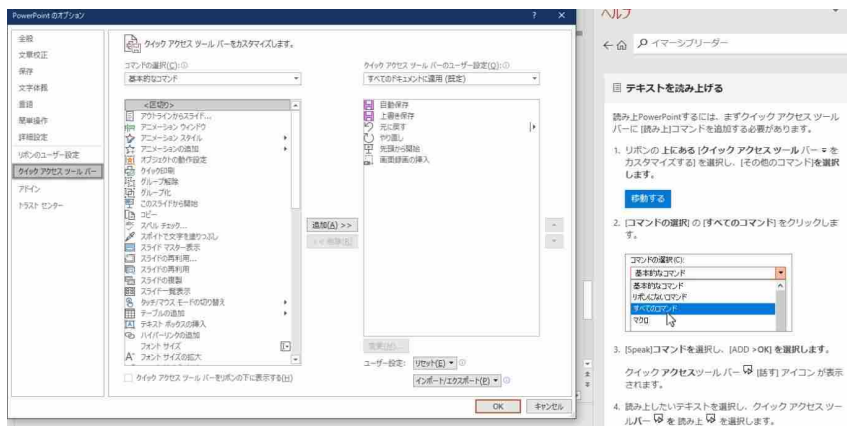 PowerPoint のオプション
? ×
全般
文章校正
保存
文字体裁
言語
簡単操作
詳細設定
リボンのユーザー設定
クイック アクセス ツール バー
アドイン
トラスト センター
クイック アクセス ツール バーをカスタマイズします。
コマンドの選択(C):
基本的なコマンド
<区切り>
アウトラインからスライド...
アニメーション ウィンドウ
アニメーション スタイル
アニメーションの追加
オブジェクトの動作設定
クイック印刷
グループ解除
グループ化
このスライドから開始
コピー
スペル チェック...
スポイトで文字を塗りつぶし
スライド マスター表示
スライドの再利用...
スライドの再利用
スライドの複製
スライド一覧表示
タッチ/マウス モードの切り替え
テーブルの追加
テキスト ボックスの挿入
ハイパーリンクの追加
フォント サイズ
フォント サイズの拡大
クイック アクセス ツール バーをリボンの下に表示する(H)
追加(A) >>
<< 削除(R)
クイック アクセス ツール バーのユーザー設定(Q):
すべてのドキュメントに適用 (既定)
自動保存
上書き保存
元に戻す
やり直し
先頭から開始
画面録画の挿入
変更(M)...
ユーザー設定: リセット(E)
インポート/エクスポート(P)
OK キャンセル
ヘルプ
イマーシブリーダー
テキストを読み上げる
読み上PowerPointするには、まずクイック アクセス ツール
バーに [読み上]コマンドを追加する必要があります。
1. リボンの 上にある [クイック アクセス ツール バー を
カスタマイズする] を選択し、[その他のコマンド]を選択
します。
移動する
2. [コマンドの選択] の [すべてのコマンド] をクリックしま
す。
コマンドの選択(C):
基本的なコマンド
基本的なコマンド
リボンにないコマンド
すべてのコマンド
マクロ
3. [Speak]コマンドを選択し、[ADD >OK] を選択します。
クイック アクセスツール バー [話す] アイコン が表示
されます。
4. 読み上したいテキストを選択し、クイック アクセス ツー
ルバー を 読み上 を選択します。